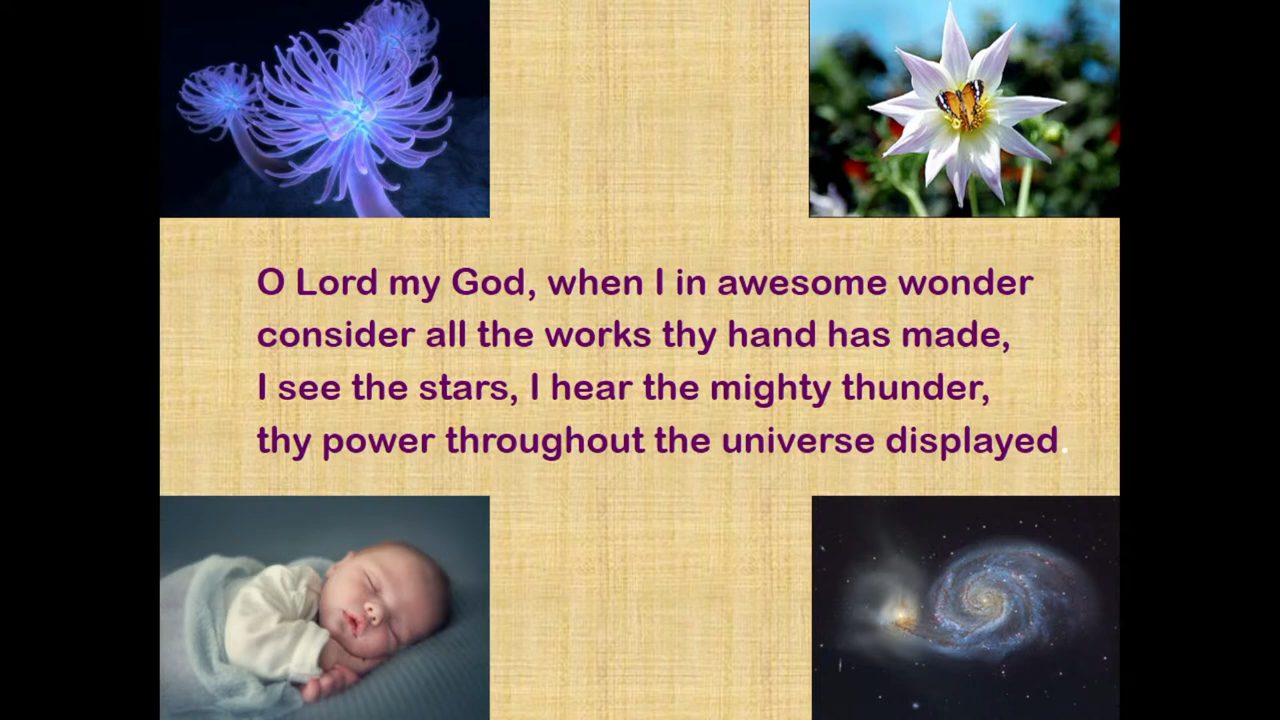 O Lord my God, when I in awesome wonder
consider all the works thy hand has made,
I see the stars, I hear the mighty thunder,
thy power throughout the universe displayed.